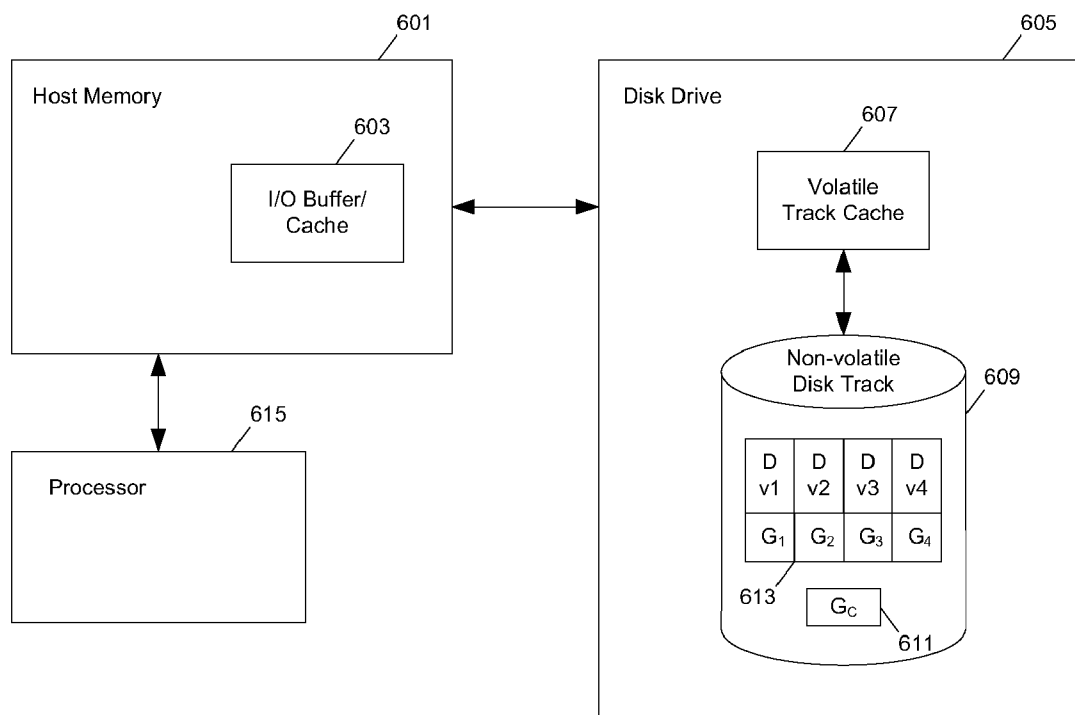 601
605
Host Memory
Disk Drive
603
607
I/O Buffer/
Cache
Volatile
Track Cache
Non-volatile
Disk Track
609
615
Processor
D D D D
v1 v2 v3 v4
G₁ G₂ G₃ G₄
613
G_C
611